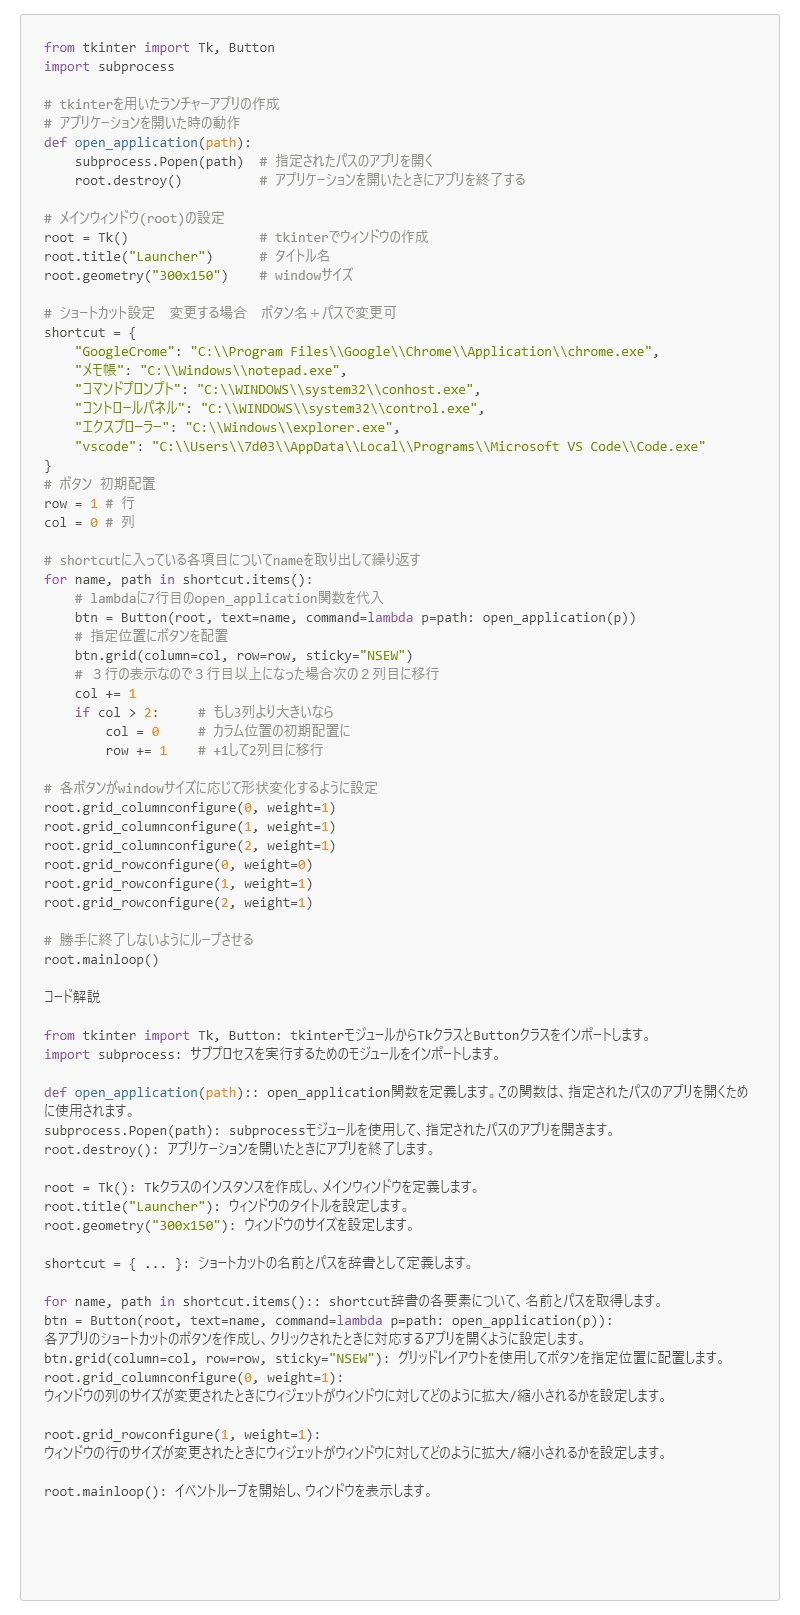 from tkinter import Tk, Button
import subprocess
# tkinterを用いたランチャーアプリの作成
# アプリケーションを開いた時の動作
def open_application(path):
    subprocess.Popen(path)  # 指定されたパスのアプリを開く
    root.destroy()          # アプリケーションを開いたときにアプリを終了する
# メインウィンドウ(root)の設定
root = Tk()                 # tkinterでウィンドウの作成
root.title("Launcher")      # タイトル名
root.geometry("300x150")    # windowサイズ
# ショートカット設定　変更する場合　ボタン名＋パスで変更可
shortcut = {
    "GoogleCrome": "C:\\Program Files\\Google\\Chrome\\Application\\chrome.exe",
    "メモ帳": "C:\\Windows\\notepad.exe",
    "コマンドプロンプト": "C:\\WINDOWS\\system32\\conhost.exe",
    "コントロールパネル": "C:\\WINDOWS\\system32\\control.exe",
    "エクスプローラー": "C:\\Windows\\explorer.exe",
    "vscode": "C:\\Users\\7d03\\AppData\\Local\\Programs\\Microsoft VS Code\\Code.exe"
}
# ボタン 初期配置
row = 1 # 行
col = 0 # 列
# shortcutに入っている各項目についてnameを取り出して繰り返す
for name, path in shortcut.items():
    # lambdaに7行目のopen_application関数を代入
    btn = Button(root, text=name, command=lambda p=path: open_application(p))
    # 指定位置にボタンを配置
    btn.grid(column=col, row=row, sticky="NSEW")
    # ３行の表示なので３行目以上になった場合次の２列目に移行
    col += 1
    if col > 2:     # もし3列より大きいなら
        col = 0     # カラム位置の初期配置に
        row += 1    # +1して2列目に移行
# 各ボタンがwindowサイズに応じて形状変化するように設定
root.grid_columnconfigure(0, weight=1)
root.grid_columnconfigure(1, weight=1)
root.grid_columnconfigure(2, weight=1)
root.grid_rowconfigure(0, weight=0)
root.grid_rowconfigure(1, weight=1)
root.grid_rowconfigure(2, weight=1)
# 勝手に終了しないようにループさせる
root.mainloop()
コード解説
from tkinter import Tk, Button: tkinterモジュールからTkクラスとButtonクラスをインポートします。
import subprocess: サブプロセスを実行するためのモジュールをインポートします。
def open_application(path):: open_application関数を定義します。この関数は、指定されたパスのアプリを開くため
に使用されます。
subprocess.Popen(path): subprocessモジュールを使用して、指定されたパスのアプリを開きます。
root.destroy(): アプリケーションを開いたときにアプリを終了します。
root = Tk(): Tkクラスのインスタンスを作成し、メインウィンドウを定義します。
root.title("Launcher"): ウィンドウのタイトルを設定します。
root.geometry("300x150"): ウィンドウのサイズを設定します。
shortcut = { ... }: ショートカットの名前とパスを辞書として定義します。
for name, path in shortcut.items():: shortcut辞書の各要素について、名前とパスを取得します。
btn = Button(root, text=name, command=lambda p=path: open_application(p)):
各アプリのショートカットのボタンを作成し、クリックされたときに対応するアプリを開くように設定します。
btn.grid(column=col, row=row, sticky="NSEW"): グリッドレイアウトを使用してボタンを指定位置に配置します。
root.grid_columnconfigure(0, weight=1):
ウィンドウの列のサイズが変更されたときにウィジェットがウィンドウに対してどのように拡大/縮小されるかを設定します。
root.grid_rowconfigure(1, weight=1):
ウィンドウの行のサイズが変更されたときにウィジェットがウィンドウに対してどのように拡大/縮小されるかを設定します。
root.mainloop(): イベントループを開始し、ウィンドウを表示します。